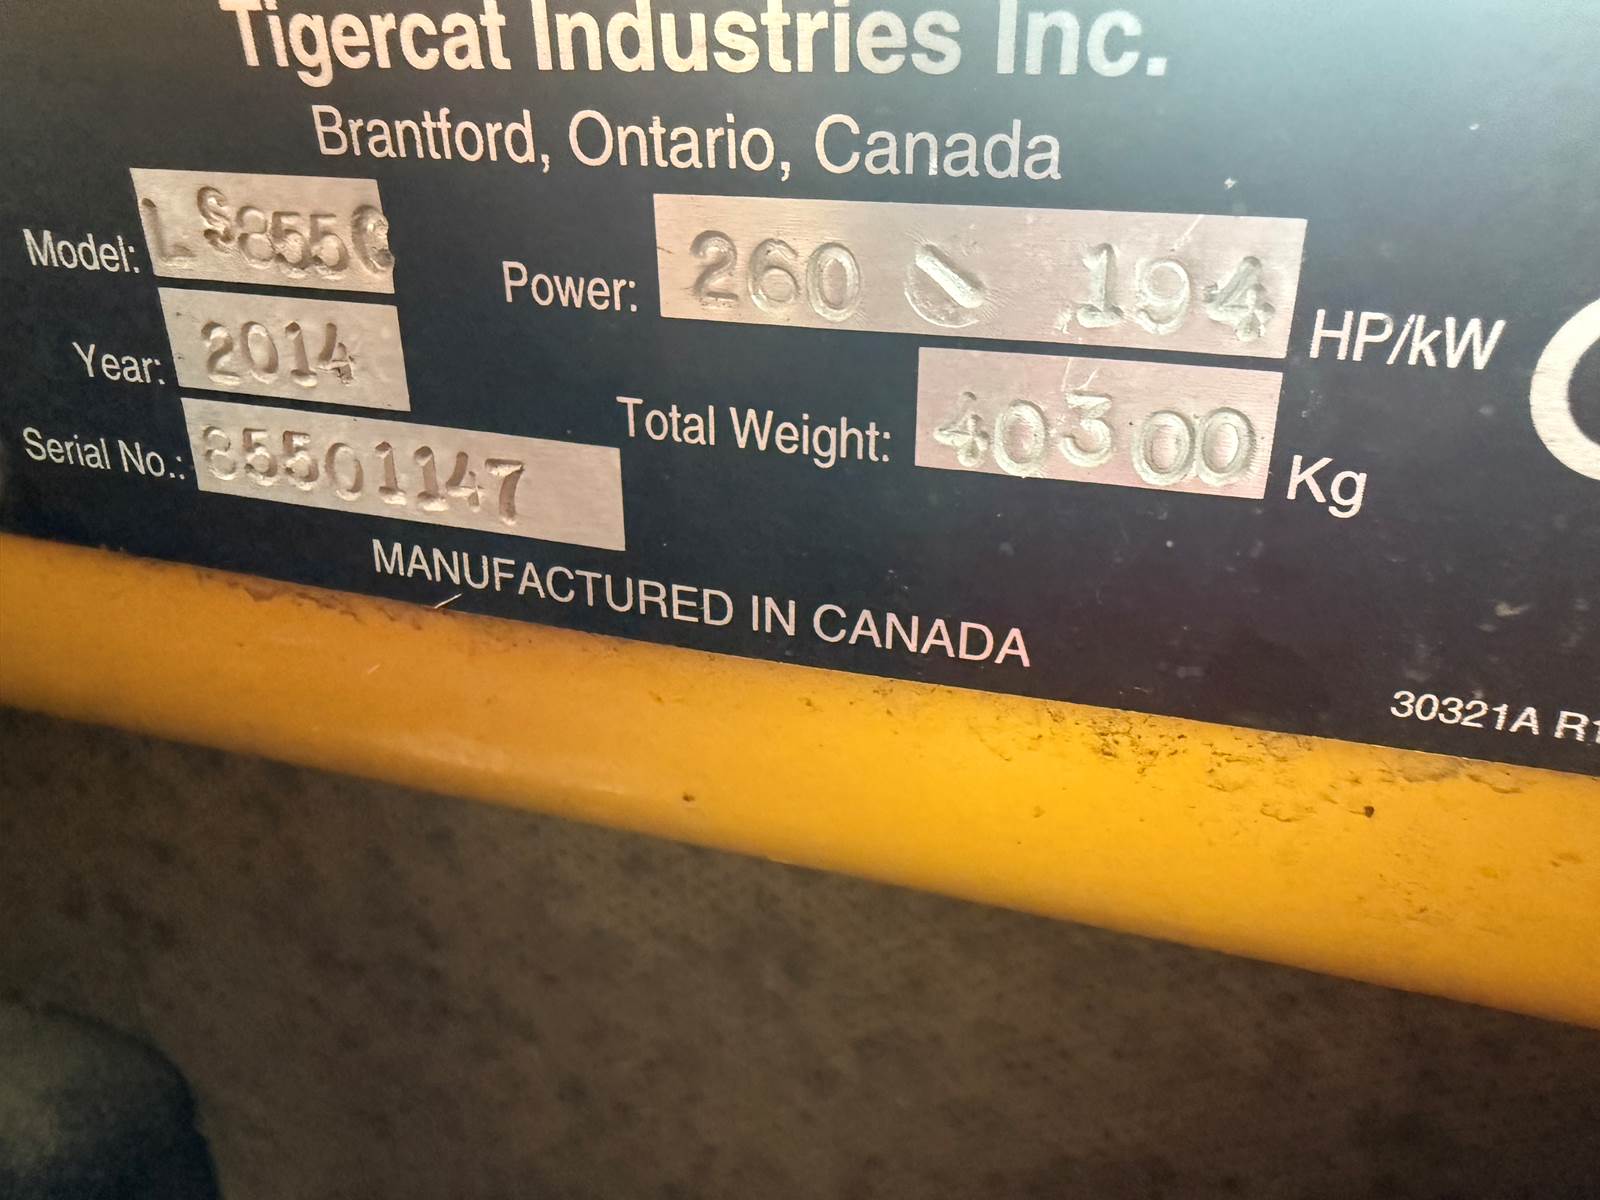 Tigercat Industries Inc.
Brantford, Ontario, Canada
Model: LS855C
Power: 260 \ 194 HP/kW
Year: 2014
Total Weight: 40300 Kg
Serial No.: 85501147
MANUFACTURED IN CANADA
30321A R1